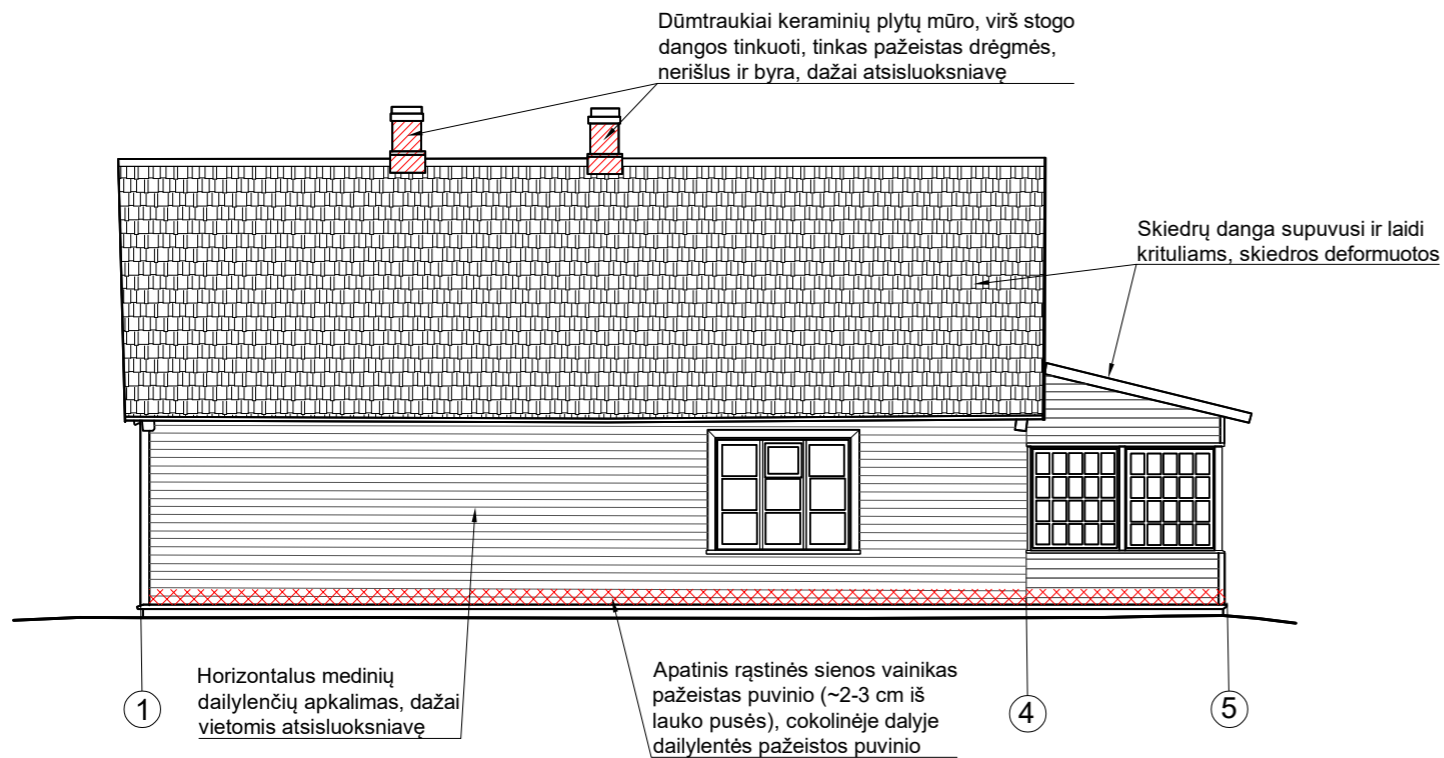 Dūmtraukiai keraminių plytų mūro, virš stogo
dangos tinkuoti, tinkas pažeistas drėgmės,
nerišlus ir byra, dažai atsisluoksniavę
Skiedrų danga supuvusi ir laidi
krituliams, skiedros deformuotos
Horizontalus medinių
dailylenčių apkalimas, dažai
vietomis atsisluoksniavę
Apatinis rąstinės sienos vainikas
pažeistas puvinio (~2-3 cm iš
lauko pusės), cokolinėje dalyje
dailylentės pažeistos puvinio
1
4
5